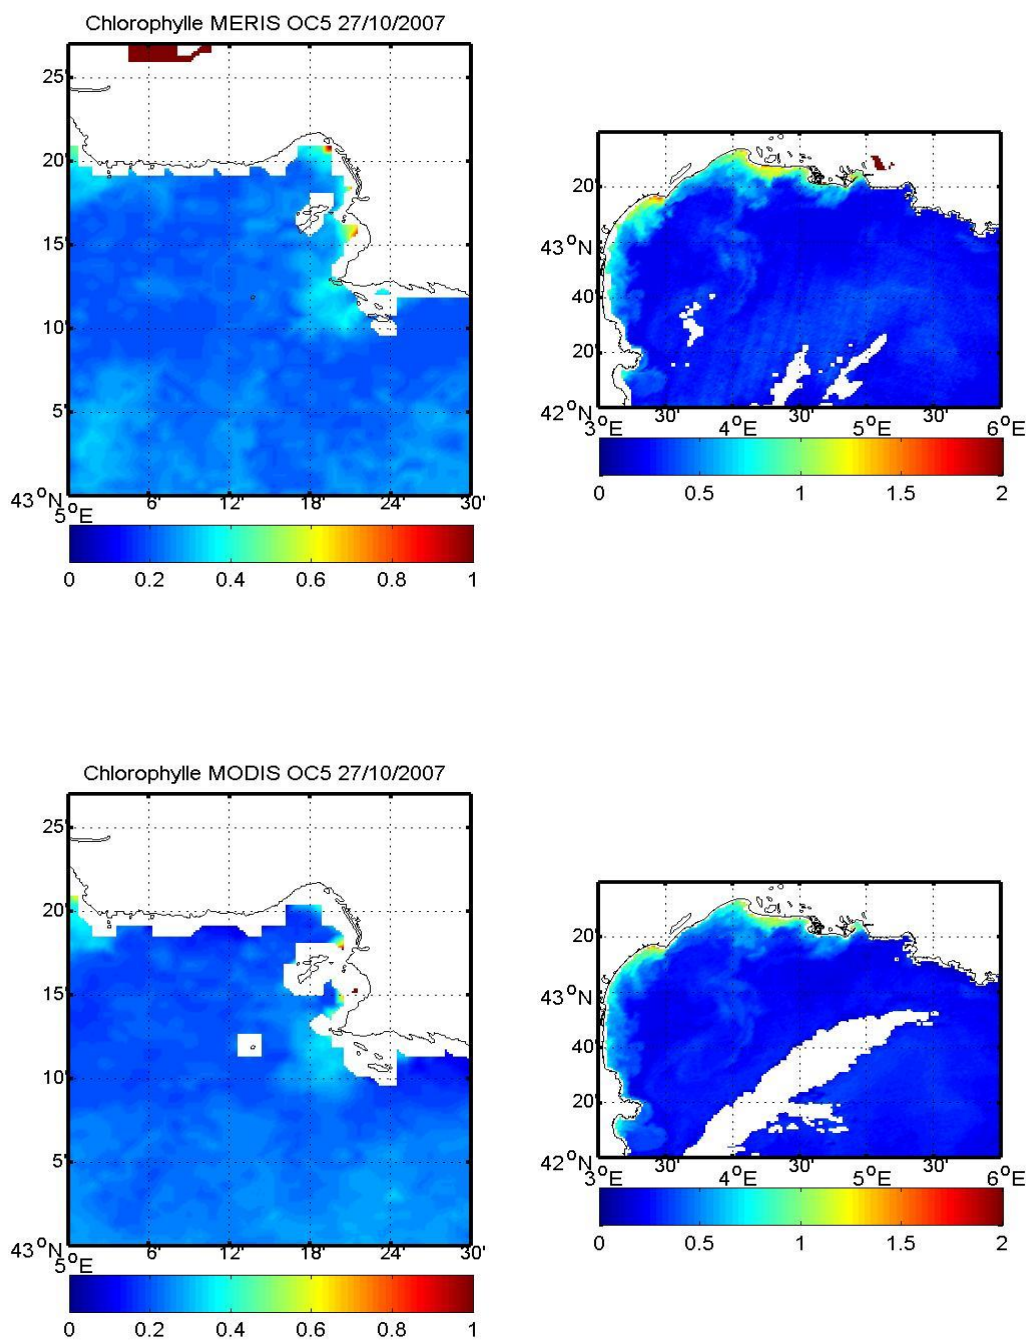 Chlorophylle MERIS OC5 27/10/2007
25'
20'
15'
10'
5'
43°N
5°E
6'
12'
18'
24'
30'
0 0.2 0.4 0.6 0.8 1
20'
43°N
40'
20'
42°N
3°E 30' 4°E 30' 5°E 30' 6°E
0 0.5 1 1.5 2
Chlorophylle MODIS OC5 27/10/2007
25'
20'
15'
10'
5'
43°N
5°E
6'
12'
18'
24'
30'
0 0.2 0.4 0.6 0.8 1
20'
43°N
40'
20'
42°N
3°E 30' 4°E 30' 5°E 30' 6°E
0 0.5 1 1.5 2